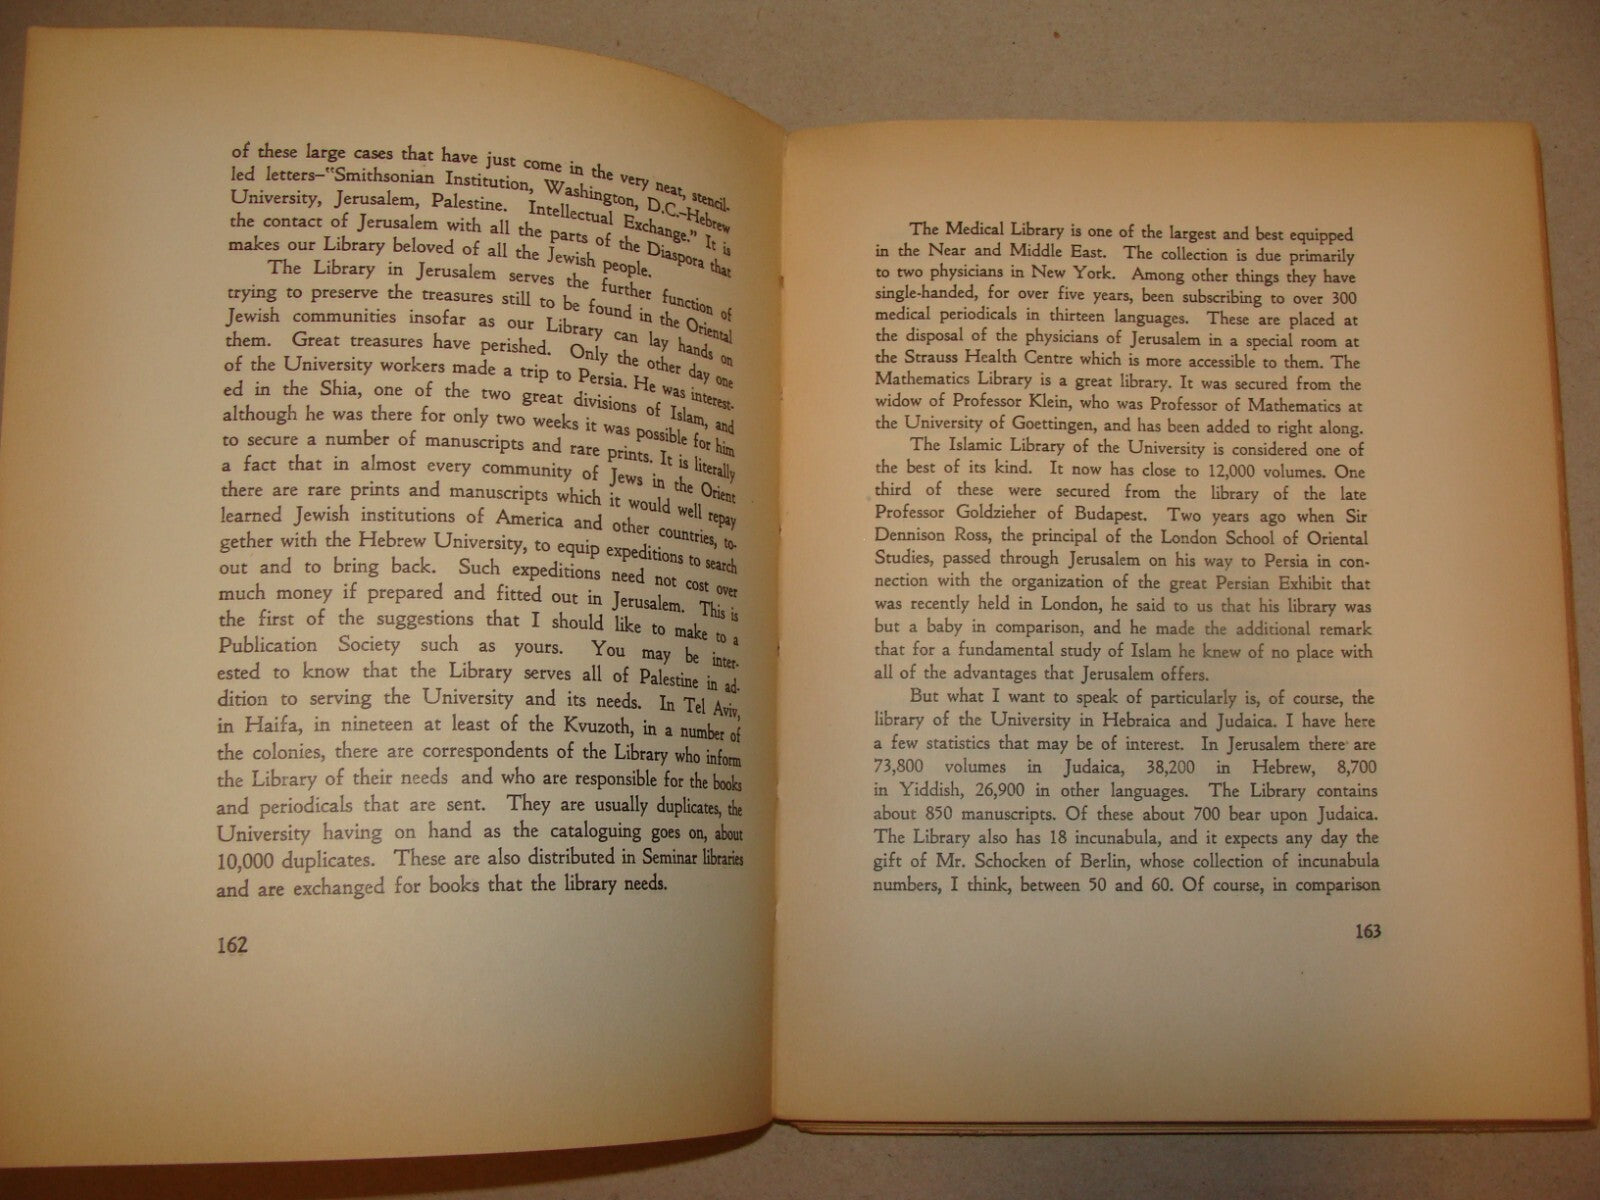 of these large cases that have just come in the very neat, stencil-
led letters–"Smithsonian Institution, Washington, D.C.–Hebrew
University, Jerusalem, Palestine. Intellectual Exchange." It is
the contact of Jerusalem with all the parts of the Diaspora that
makes our Library beloved of all the Jewish people.
The Library in Jerusalem serves the further function of
trying to preserve the treasures still to be found in the Oriental
Jewish communities insofar as our Library can lay hands on
them. Great treasures have perished. Only the other day one
of the University workers made a trip to Persia. He was interest-
ed in the Shia, one of the two great divisions of Islam, and
although he was there for only two weeks it was possible for him
to secure a number of manuscripts and rare prints. It is literally
a fact that in almost every community of Jews in the Orient
there are rare prints and manuscripts which it would well repay
learned Jewish institutions of America and other countries, to-
gether with the Hebrew University, to equip expeditions to search
out and to bring back. Such expeditions need not cost over
much money if prepared and fitted out in Jerusalem. This is
the first of the suggestions that I should like to make to a
Publication Society such as yours. You may be inter-
ested to know that the Library serves all of Palestine in ad-
dition to serving the University and its needs. In Tel Aviv,
in Haifa, in nineteen at least of the Kvuzoth, in a number of
the colonies, there are correspondents of the Library who inform
the Library of their needs and who are responsible for the books
and periodicals that are sent. They are usually duplicates, the
University having on hand as the cataloguing goes on, about
10,000 duplicates. These are also distributed in Seminar libraries
and are exchanged for books that the library needs.
162
The Medical Library is one of the largest and best equipped
in the Near and Middle East. The collection is due primarily
to two physicians in New York. Among other things they have
single-handed, for over five years, been subscribing to over 300
medical periodicals in thirteen languages. These are placed at
the disposal of the physicians of Jerusalem in a special room at
the Strauss Health Centre which is more accessible to them. The
Mathematics Library is a great library. It was secured from the
widow of Professor Klein, who was Professor of Mathematics at
the University of Goettingen, and has been added to right along.
The Islamic Library of the University is considered one of
the best of its kind. It now has close to 12,000 volumes. One
third of these were secured from the library of the late
Professor Goldzieher of Budapest. Two years ago when Sir
Dennison Ross, the principal of the London School of Oriental
Studies, passed through Jerusalem on his way to Persia in con-
nection with the organization of the great Persian Exhibit that
was recently held in London, he said to us that his library was
but a baby in comparison, and he made the additional remark
that for a fundamental study of Islam he knew of no place with
all of the advantages that Jerusalem offers.
But what I want to speak of particularly is, of course, the
library of the University in Hebraica and Judaica. I have here
a few statistics that may be of interest. In Jerusalem there are
73,800 volumes in Judaica, 38,200 in Hebrew, 8,700
in Yiddish, 26,900 in other languages. The Library contains
about 850 manuscripts. Of these about 700 bear upon Judaica.
The Library also has 18 incunabula, and it expects any day the
gift of Mr. Schocken of Berlin, whose collection of incunabula
numbers, I think, between 50 and 60. Of course, in comparison
163